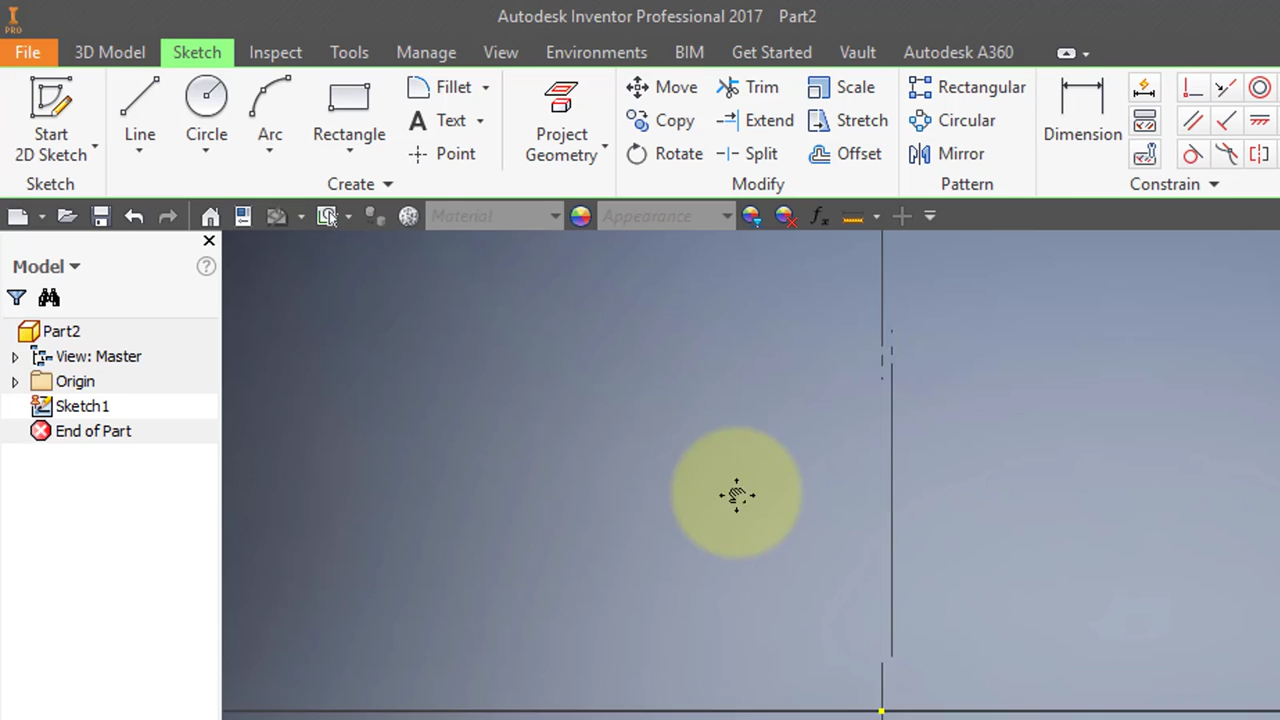 Autodesk Inventor Professional 2017 Part2
PRO
File 3D Model Sketch Inspect Tools Manage View Environments BIM Get Started Vault Autodesk A360
Start 2D Sketch
Line
Circle
Arc
Rectangle
Fillet
Text
Point
Project Geometry
Move
Copy
Rotate
Trim
Extend
Split
Scale
Stretch
Offset
Rectangular
Circular
Mirror
Dimension
Sketch Create Modify Pattern Constrain
Material Appearance fx
Model
?
Part2
View: Master
Origin
Sketch1
End of Part